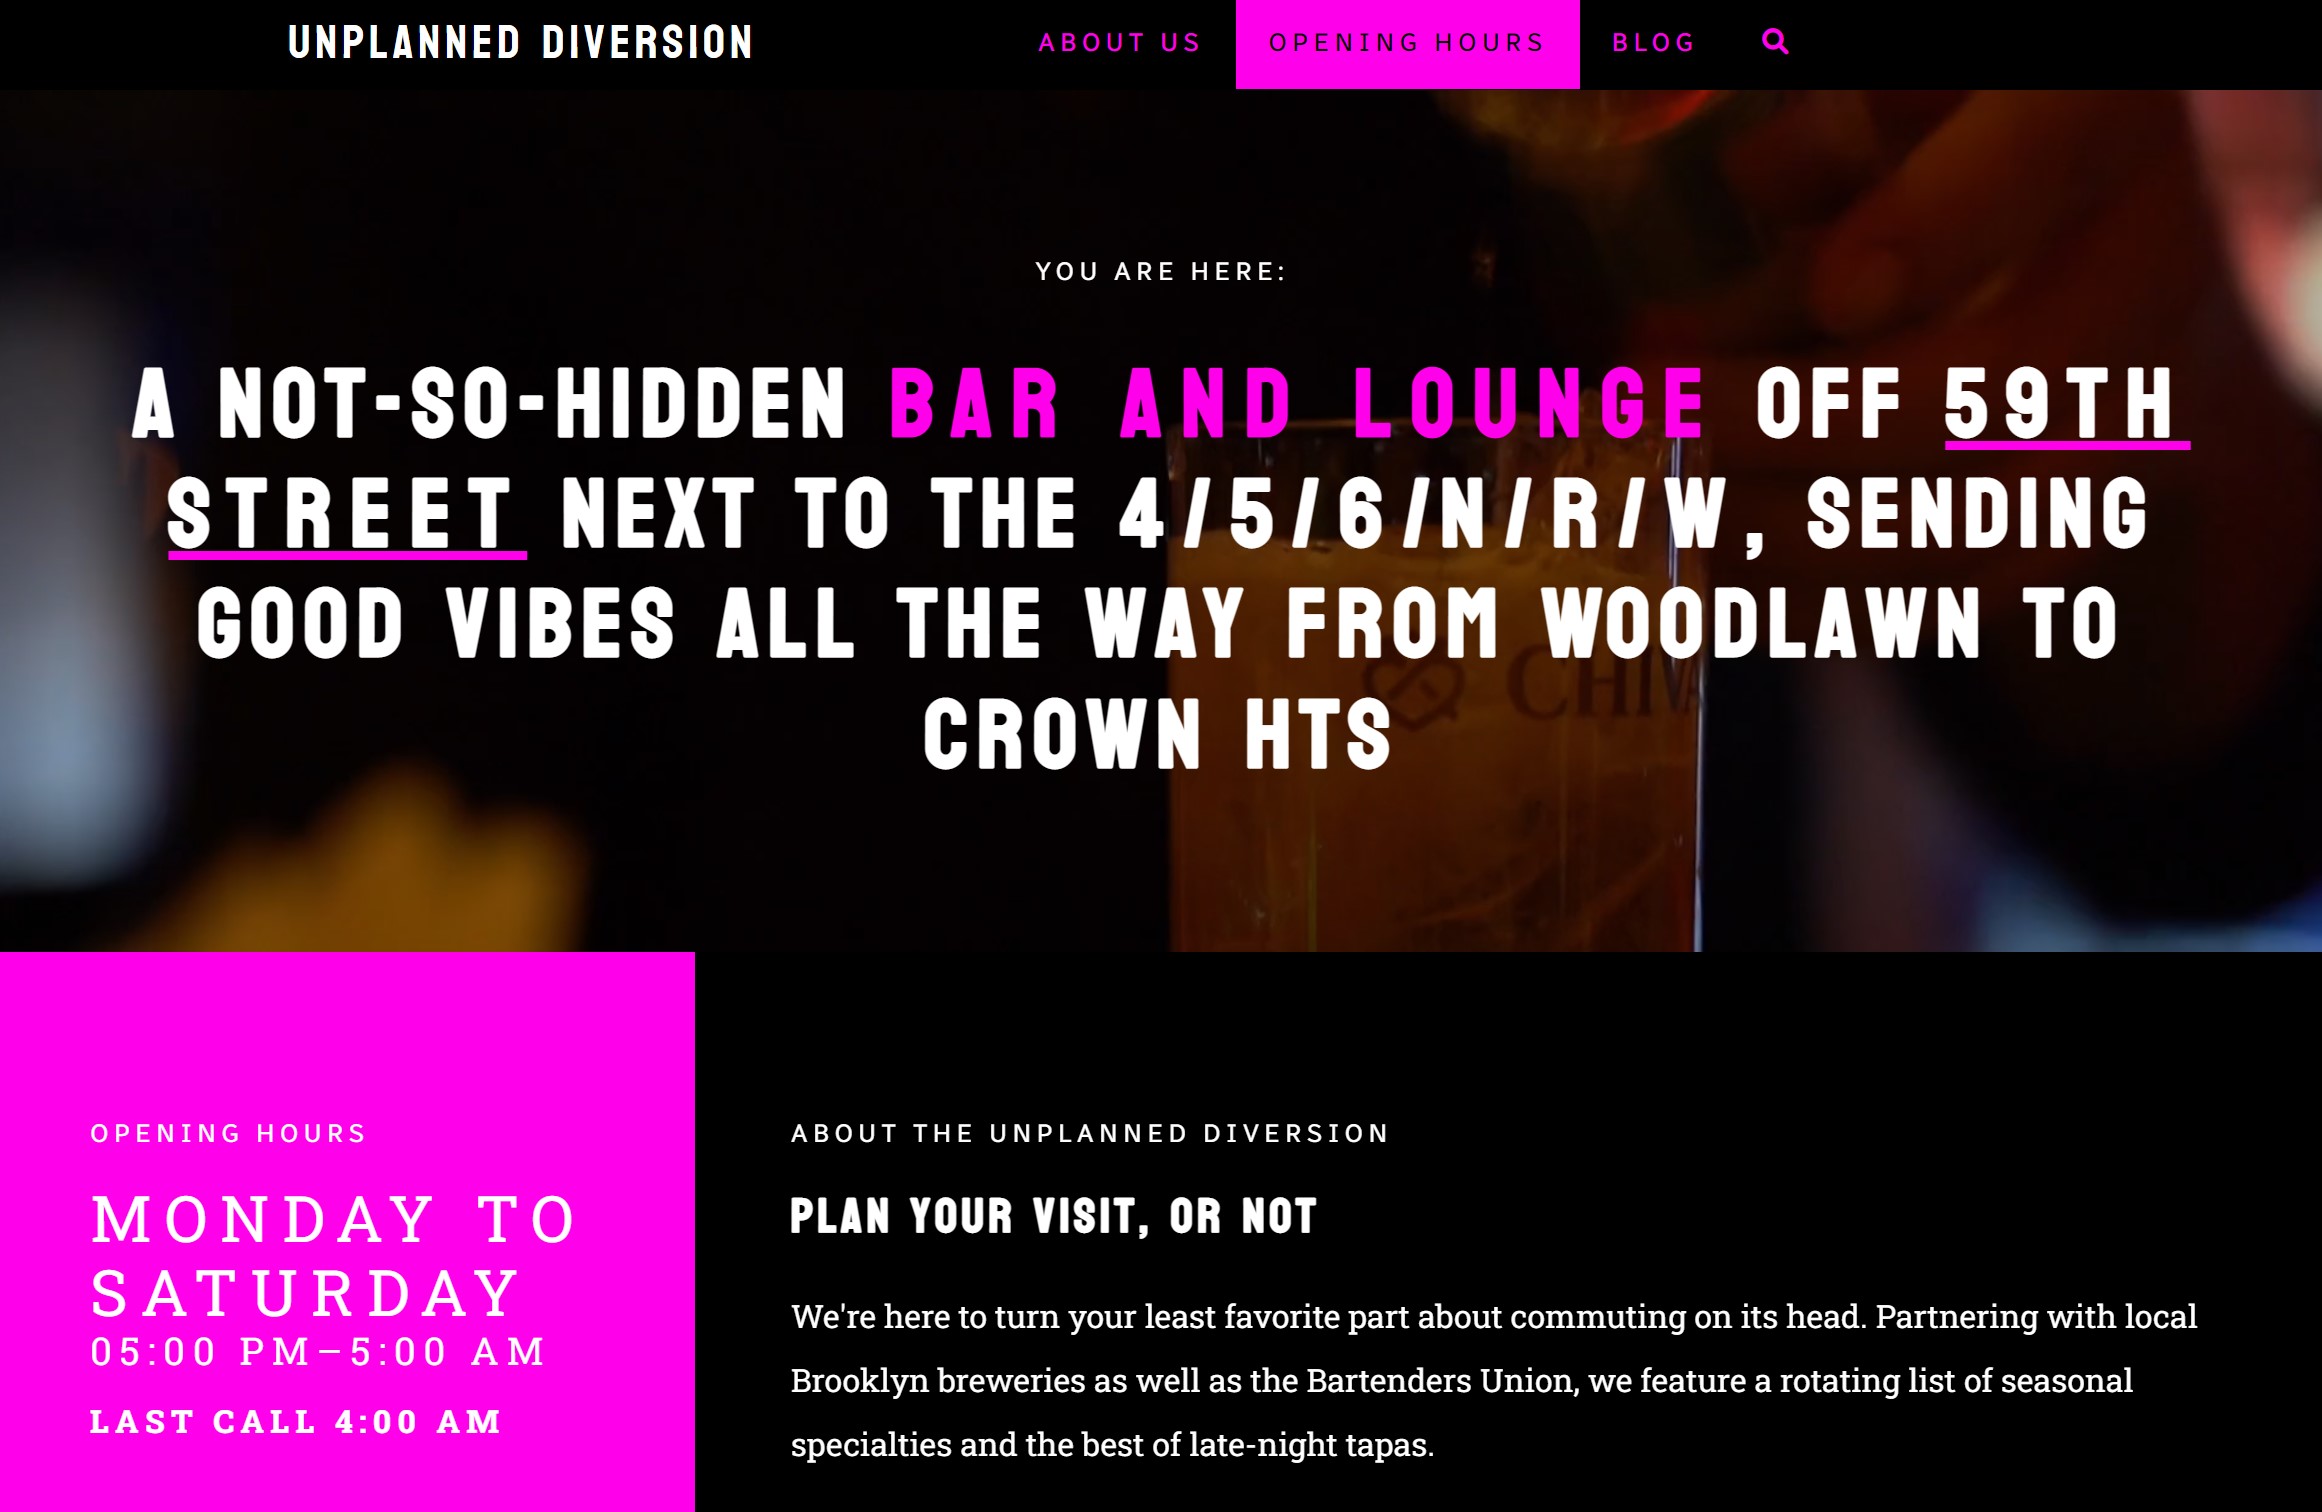 UNPLANNED DIVERSION
ABOUT US
OPENING HOURS
BLOG
YOU ARE HERE:
A NOT-SO-HIDDEN BAR AND LOUNGE OFF 59TH
STREET NEXT TO THE 4/5/6/N/R/W, SENDING
GOOD VIBES ALL THE WAY FROM WOODLAWN TO
CROWN HTS
OPENING HOURS
MONDAY TO
SATURDAY
05:00 PM–5:00 AM
LAST CALL 4:00 AM
ABOUT THE UNPLANNED DIVERSION
PLAN YOUR VISIT, OR NOT
We're here to turn your least favorite part about commuting on its head. Partnering with local
Brooklyn breweries as well as the Bartenders Union, we feature a rotating list of seasonal
specialties and the best of late-night tapas.